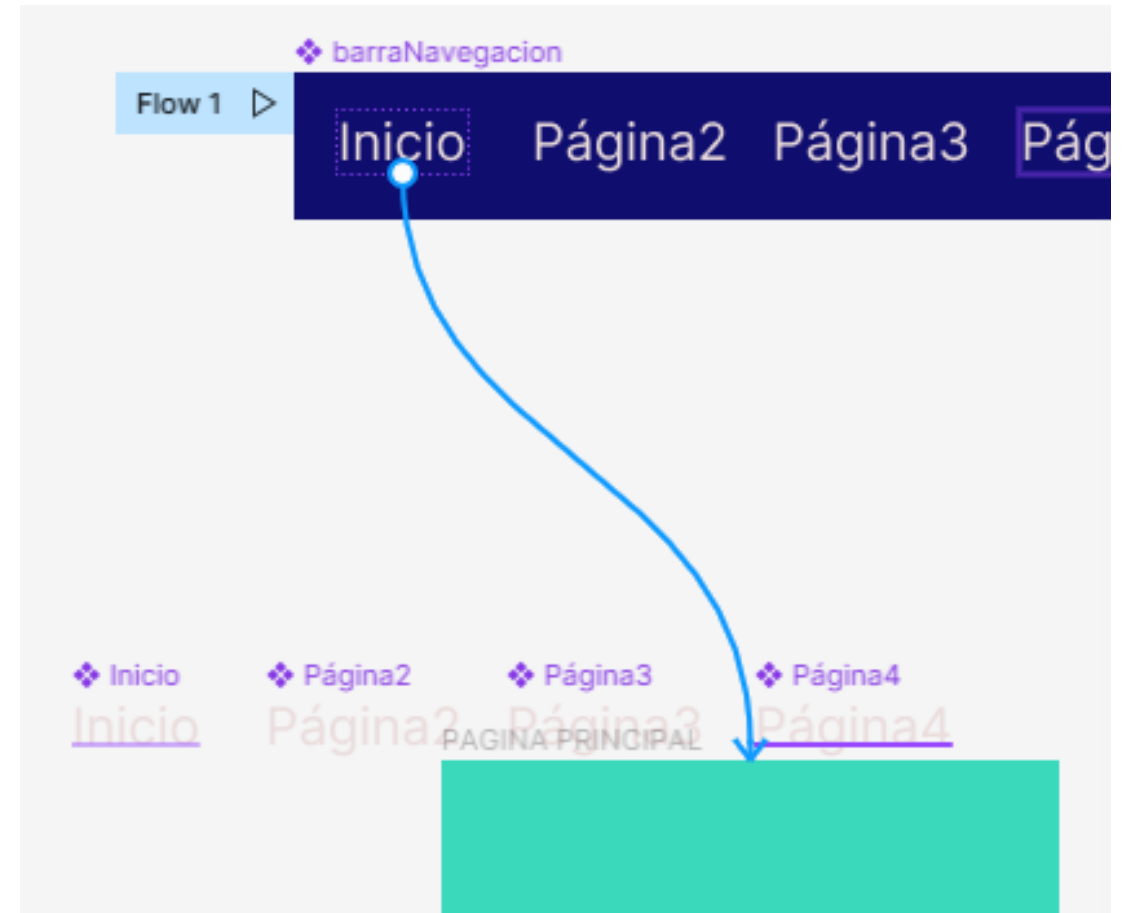 barraNavegacion
Flow 1
Inicio Página2 Página3 Pág
Inicio Página2 Página3 Página4
Inicio Página2 Página3 Página4
PAGINA PRINCIPAL